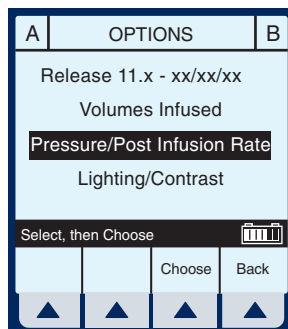 A OPTIONS B
Release 11.x - xx/xx/xx
Volumes Infused
Pressure/Post Infusion Rate
Lighting/Contrast
Select, then Choose
Choose Back